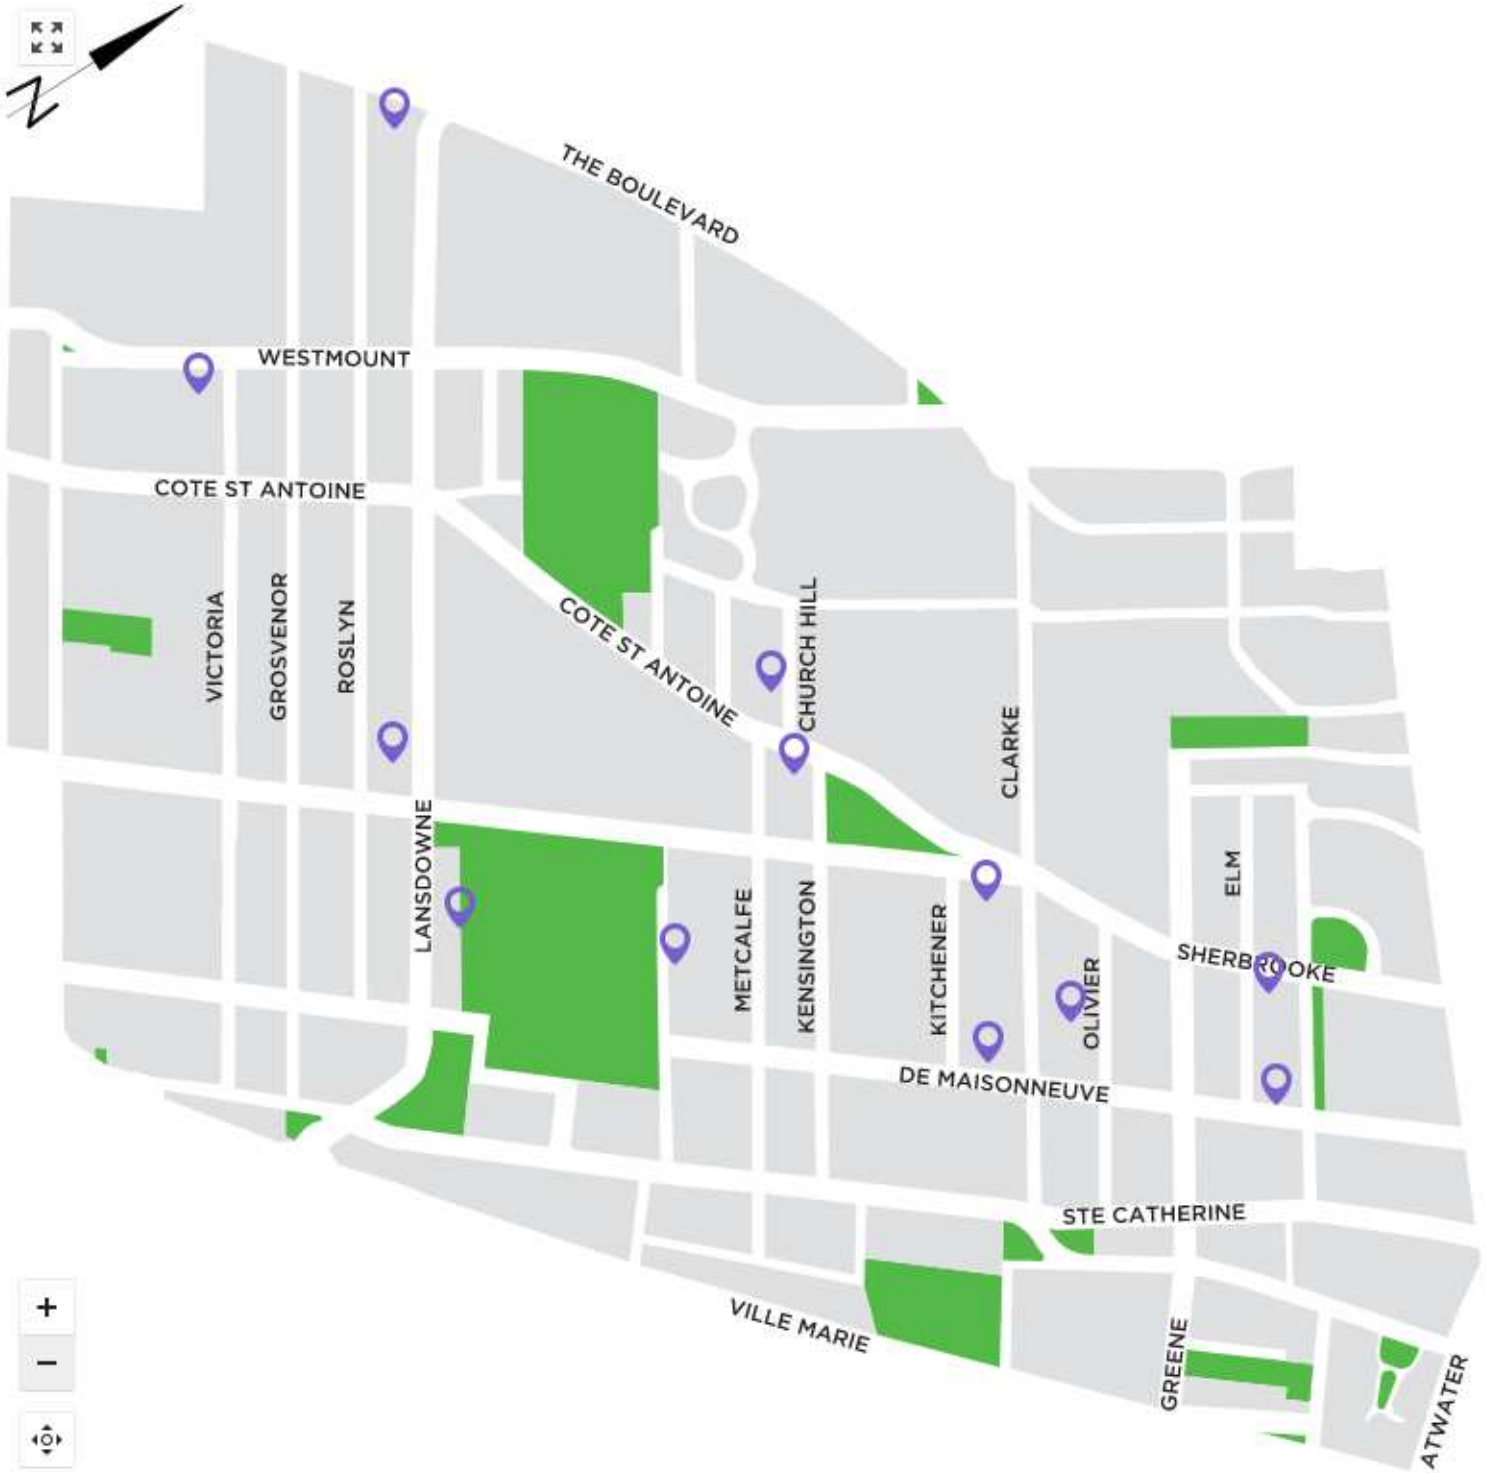 N
THE BOULEVARD
WESTMOUNT
COTE ST ANTOINE
VICTORIA
GROSVENOR
ROSLYN
COTE ST ANTOINE
CHURCH HILL
CLARKE
LANSDOWNE
METCALFE
KENSINGTON
KITCHENER
OLIVIER
ELM
SHERBROOKE
DE MAISONNEUVE
STE CATHERINE
VILLE MARIE
GREENE
ATWATER
+
−